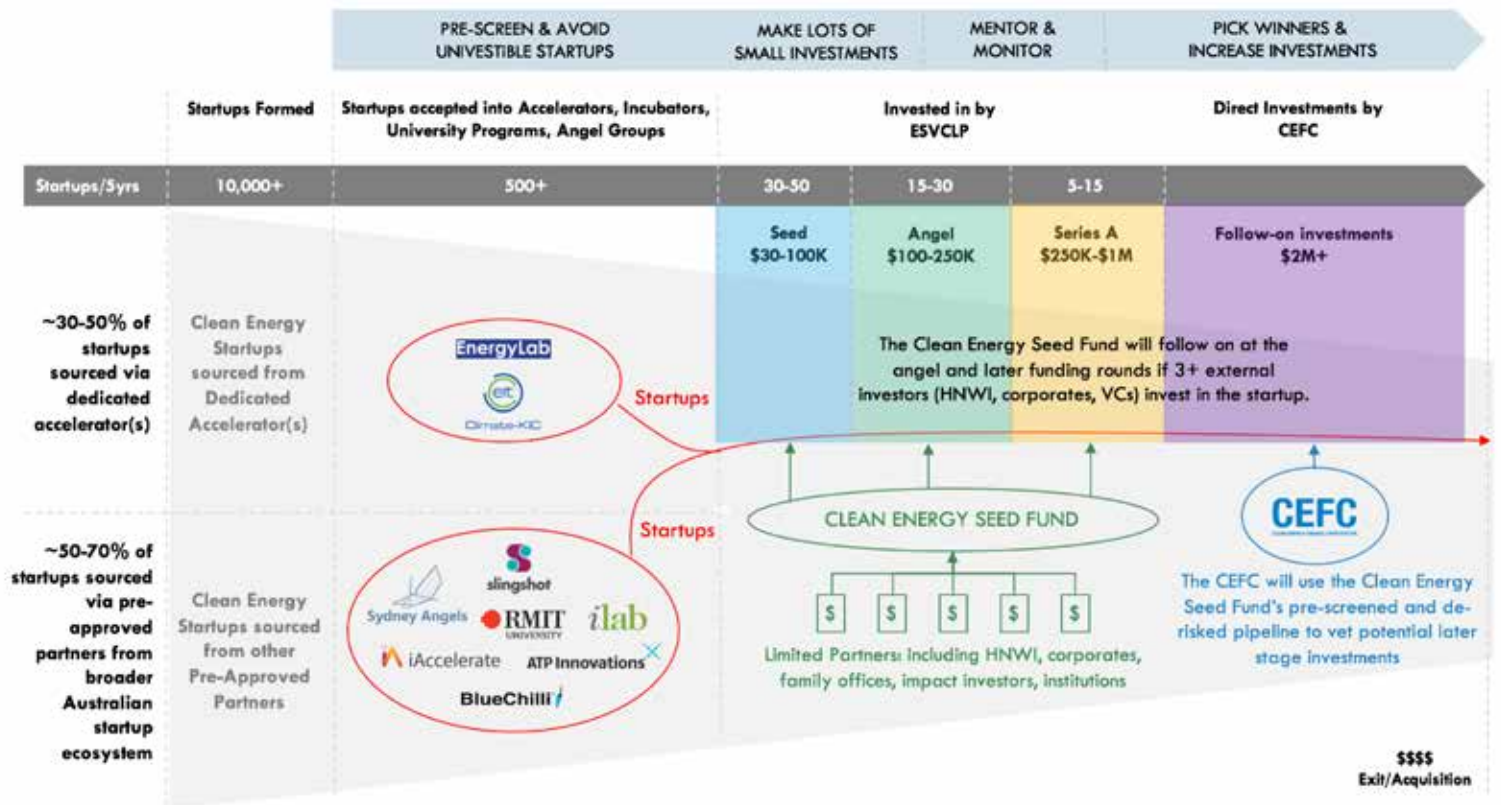 PRE-SCREEN & AVOID
UNIVESTIBLE STARTUPS
MAKE LOTS OF
SMALL INVESTMENTS
MENTOR &
MONITOR
PICK WINNERS &
INCREASE INVESTMENTS
Startups Formed
Startups accepted into Accelerators, Incubators,
University Programs, Angel Groups
Invested in by
ESVCLP
Direct Investments by
CEFC
Startups/5yrs
10,000+
500+
30-50
15-30
5-15
Seed
$30-100K
Angel
$100-250K
Series A
$250K-$1M
Follow-on investments
$2M+
~30-50% of
startups
sourced via
dedicated
accelerator(s)
Clean Energy
Startups
sourced from
Dedicated
Accelerator(s)
EnergyLab
eit
Climate-KIC
Startups
The Clean Energy Seed Fund will follow on at the
angel and later funding rounds if 3+ external
investors (HNWI, corporates, VCs) invest in the startup.
~50-70% of
startups sourced
via pre-
approved
partners from
broader
Australian
startup
ecosystem
Clean Energy
Startups sourced
from other
Pre-Approved
Partners
slingshot
Sydney Angels
RMIT
UNIVERSITY
ilab
iAccelerate
ATP Innovations
BlueChilli
Startups
CLEAN ENERGY SEED FUND
$ $ $ $ $
Limited Partners: including HNWI, corporates,
family offices, impact investors, institutions
CEFC
The CEFC will use the Clean Energy
Seed Fund's pre-screened and de-
risked pipeline to vet potential later
stage investments
$$$$
Exit/Acquisition